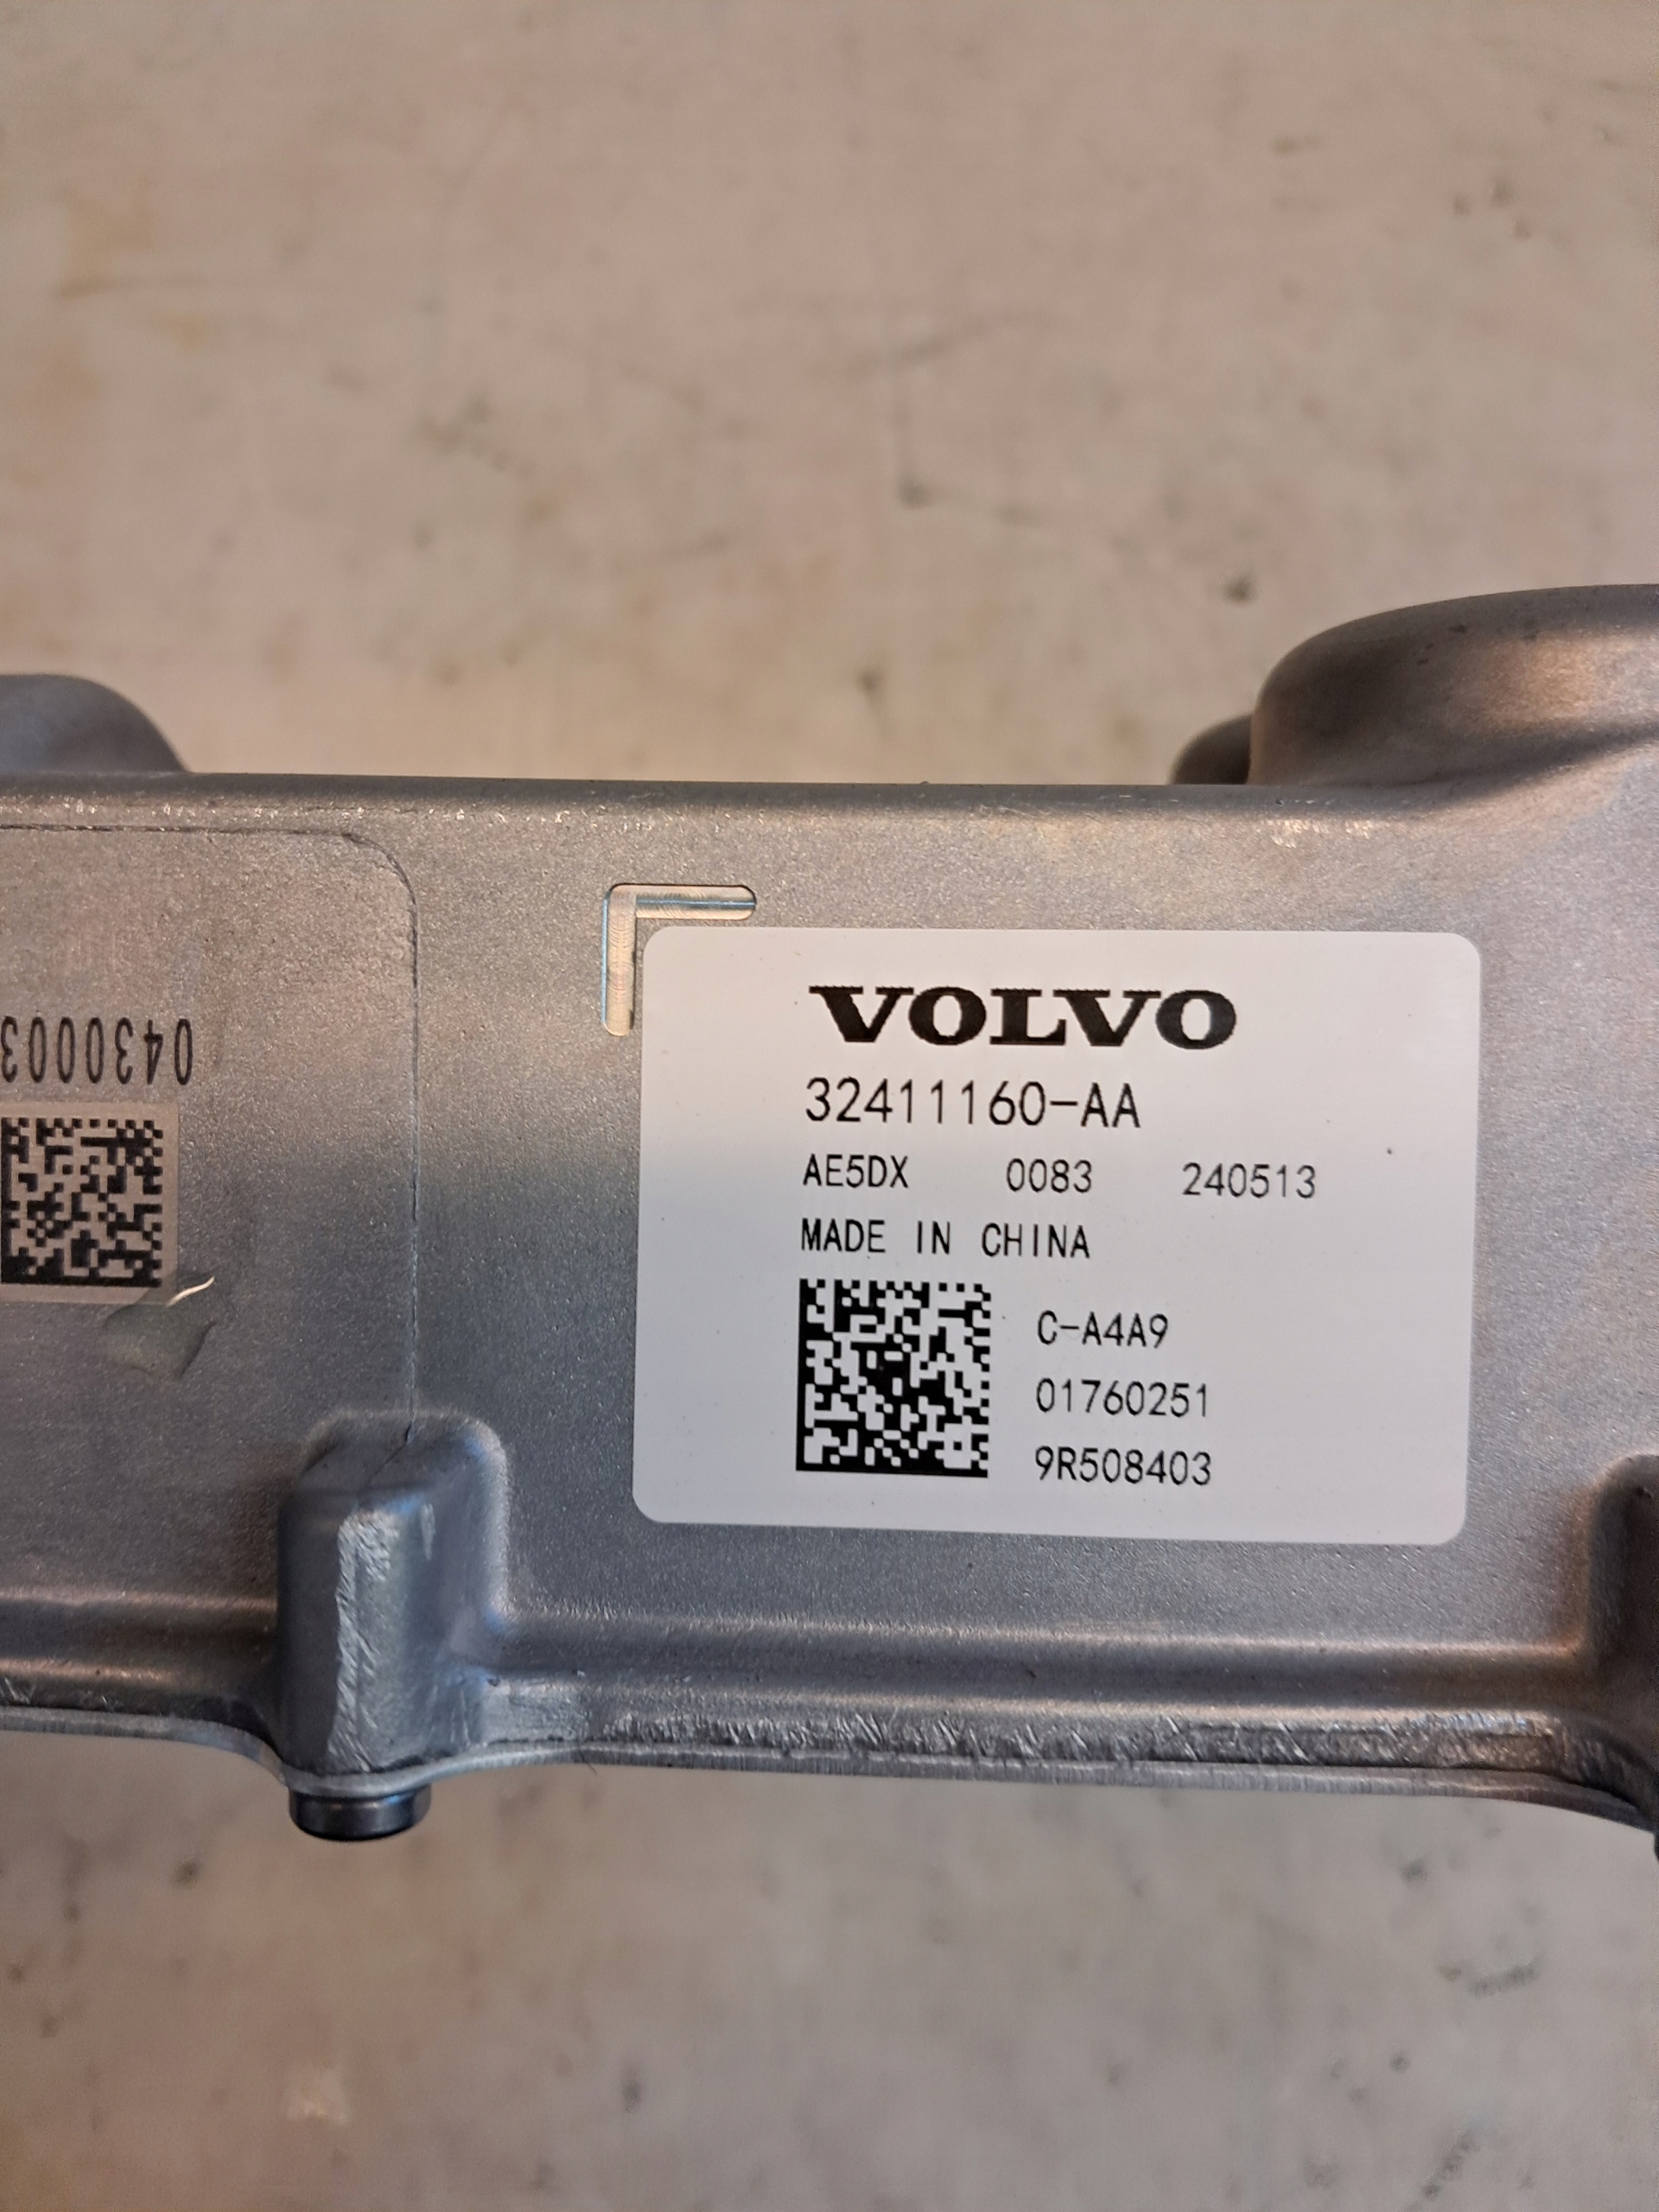 VOLVO
32411160-AA
AE5DX 0083 240513
MADE IN CHINA
C-A4A9
01760251
9R508403
0430003